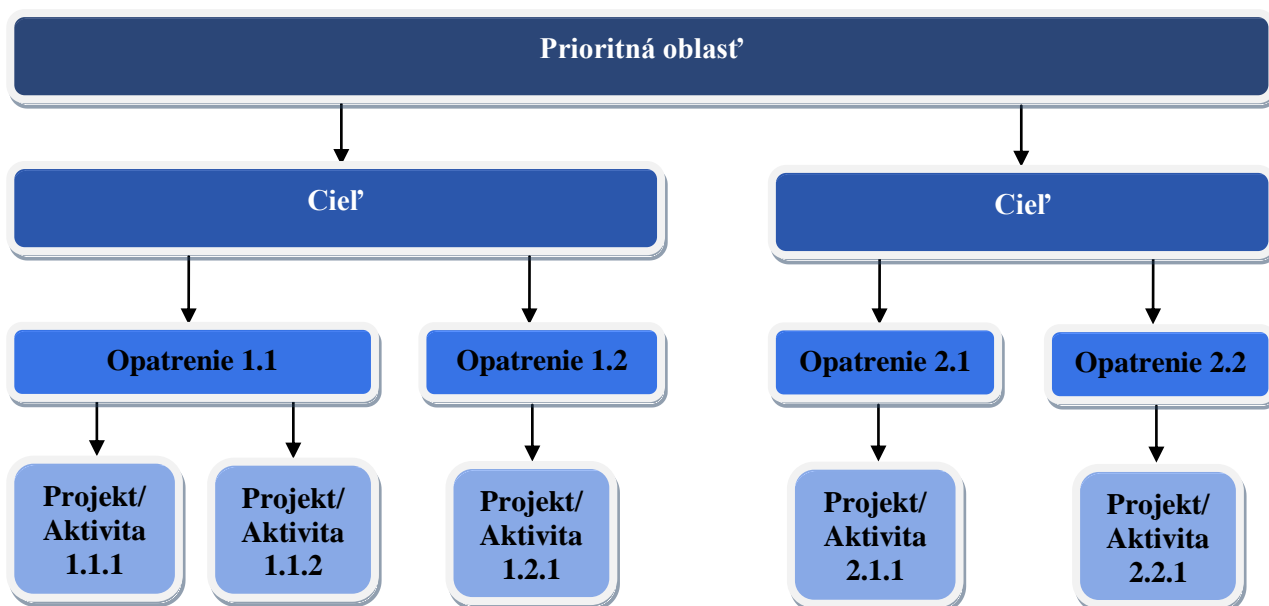 Prioritná oblasť
Cieľ
Cieľ
Opatrenie 1.1
Opatrenie 1.2
Opatrenie 2.1
Opatrenie 2.2
Projekt/
Aktivita
1.1.1
Projekt/
Aktivita
1.1.2
Projekt/
Aktivita
1.2.1
Projekt/
Aktivita
2.1.1
Projekt/
Aktivita
2.2.1